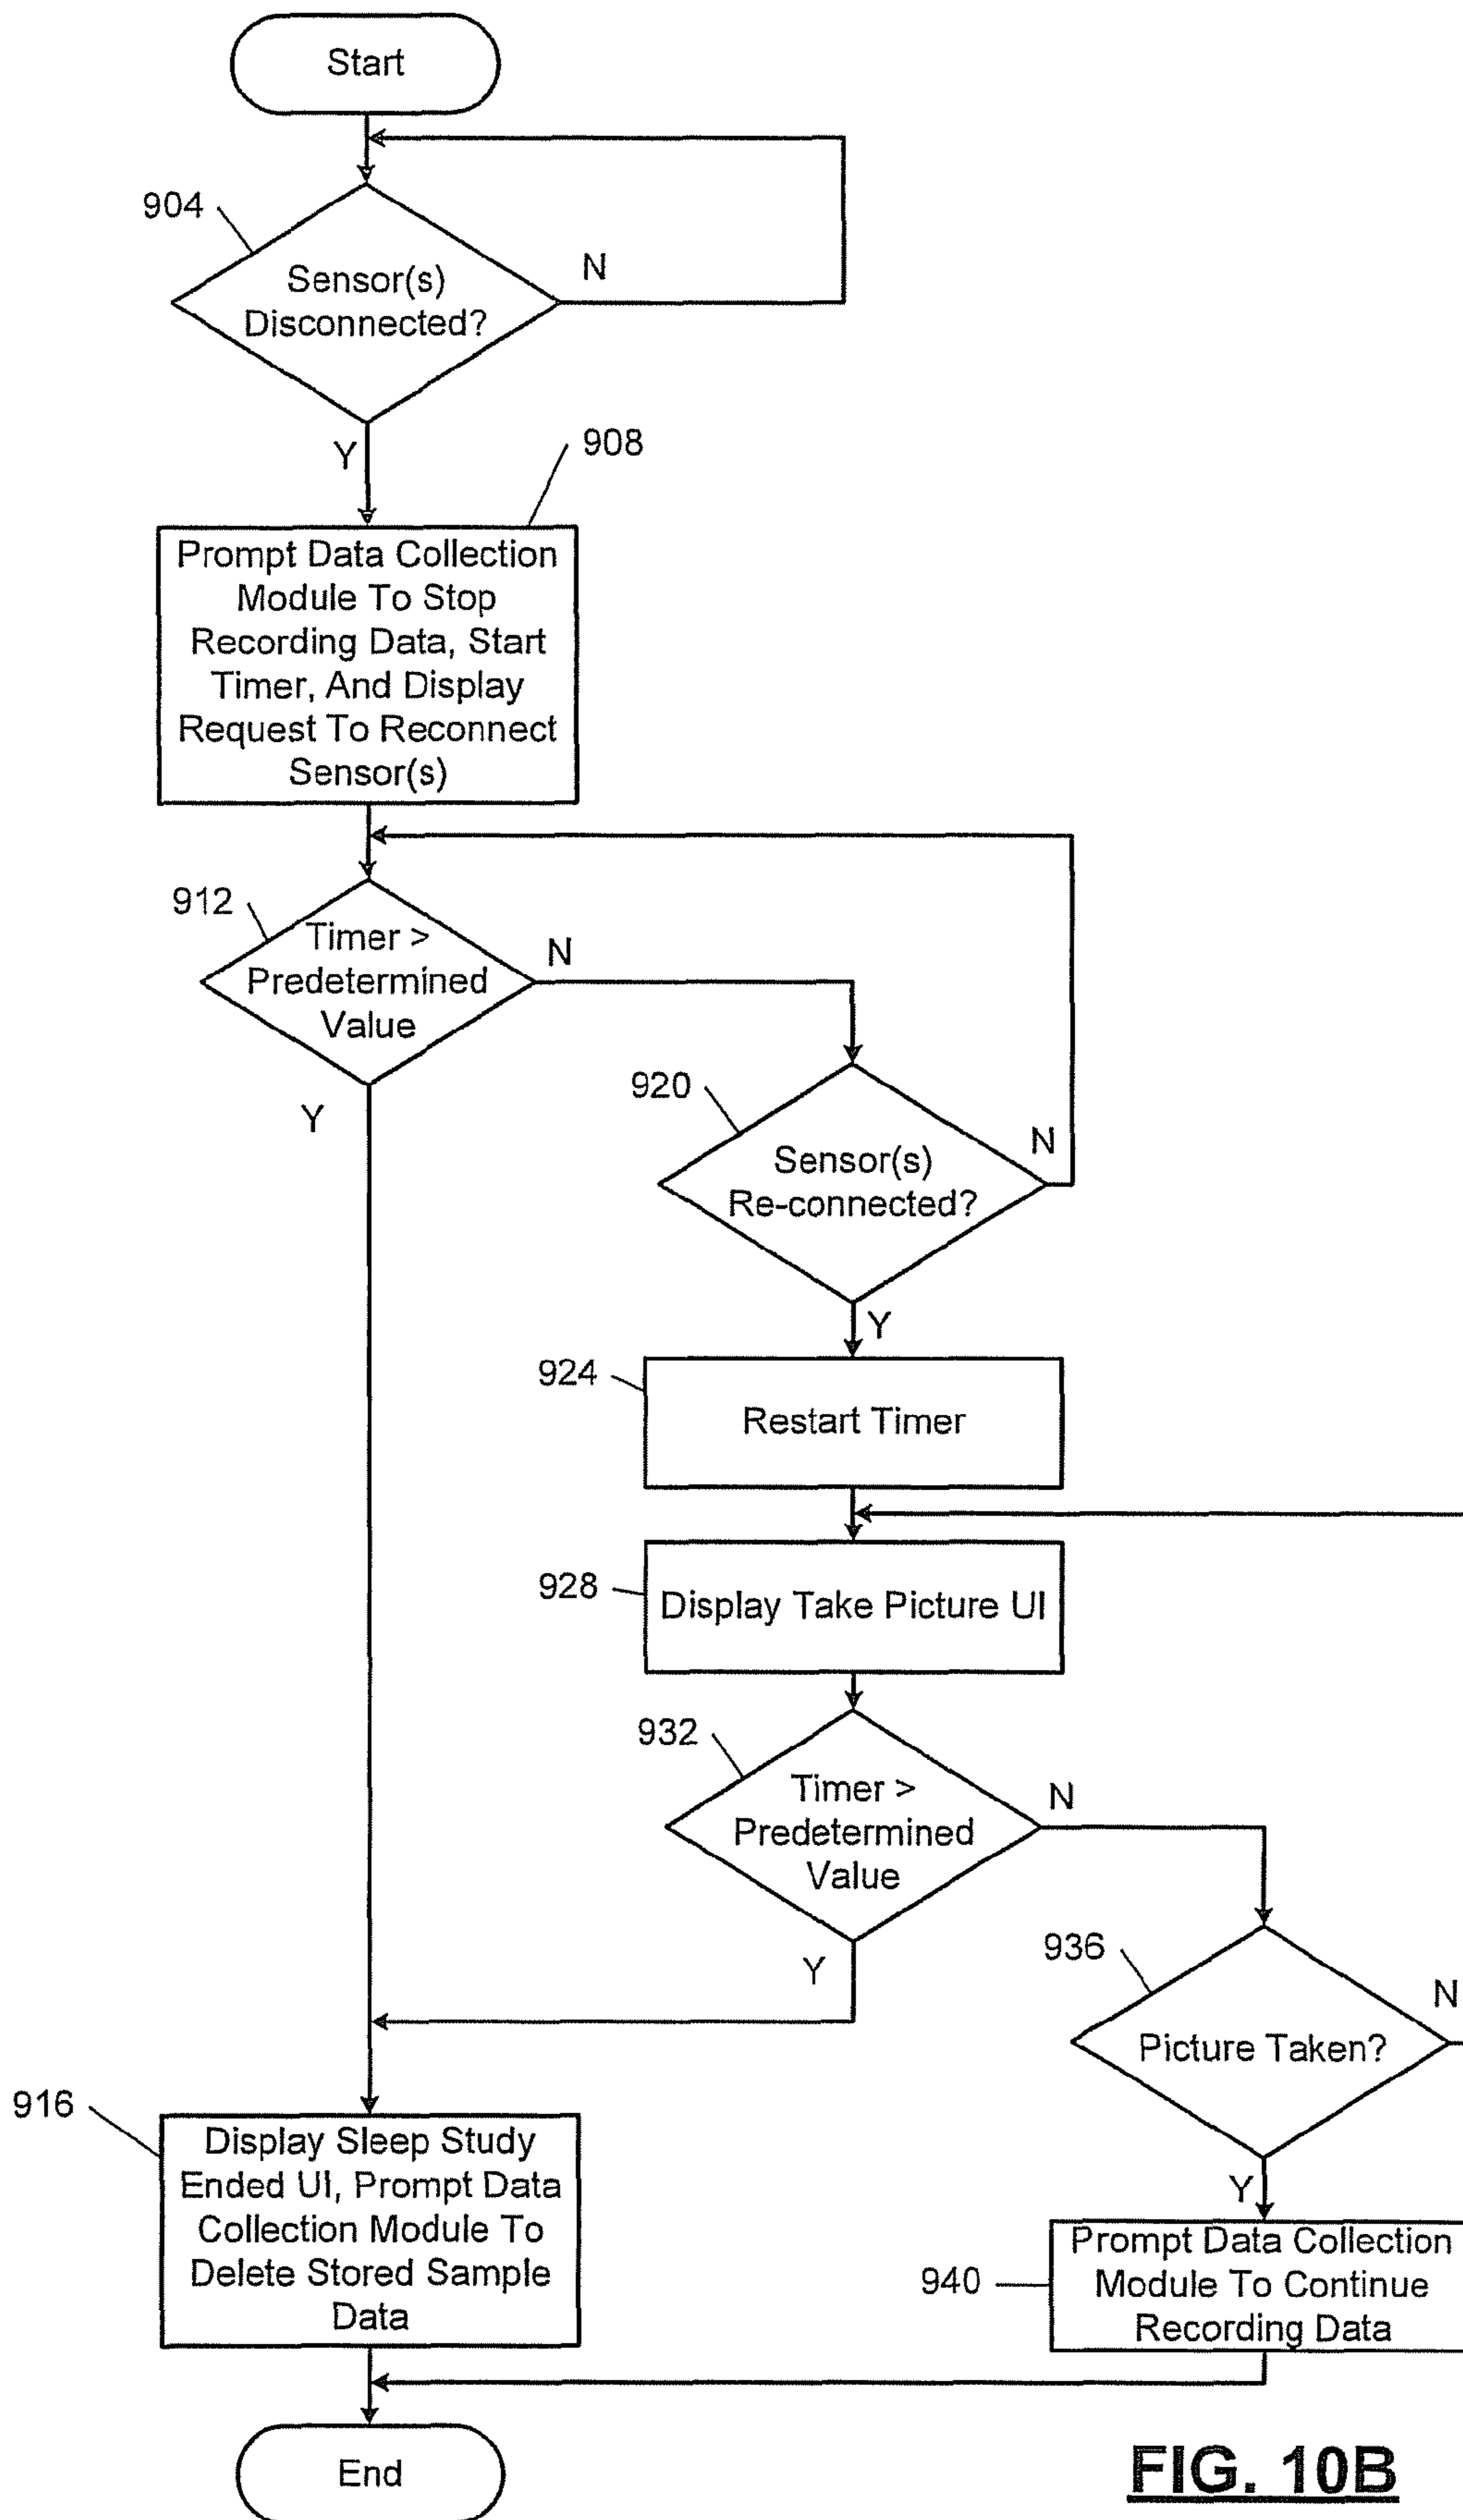 Start
904
Sensor(s)
Disconnected?
N
Y
908
Prompt Data Collection
Module To Stop
Recording Data, Start
Timer, And Display
Request To Reconnect
Sensor(s)
912
Timer >
Predetermined
Value
N
Y
920
Sensor(s)
Re-connected?
N
Y
924
Restart Timer
928
Display Take Picture UI
932
Timer >
Predetermined
Value
N
Y
936
Picture Taken?
N
Y
916
Display Sleep Study
Ended UI, Prompt Data
Collection Module To
Delete Stored Sample
Data
940
Prompt Data Collection
Module To Continue
Recording Data
End
FIG. 10B